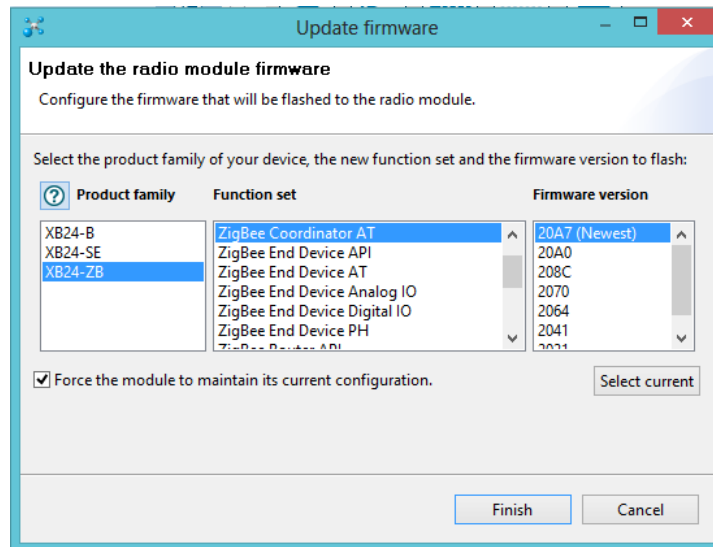 Update firmware
Update the radio module firmware
Configure the firmware that will be flashed to the radio module.
Select the product family of your device, the new function set and the firmware version to flash:
Product family
Function set
Firmware version
XB24-B
XB24-SE
XB24-ZB
ZigBee Coordinator AT
ZigBee End Device API
ZigBee End Device AT
ZigBee End Device Analog IO
ZigBee End Device Digital IO
ZigBee End Device PH
ZigBee Router API
20A7 (Newest)
20A0
208C
2070
2064
2041
Force the module to maintain its current configuration.
Select current
Finish
Cancel